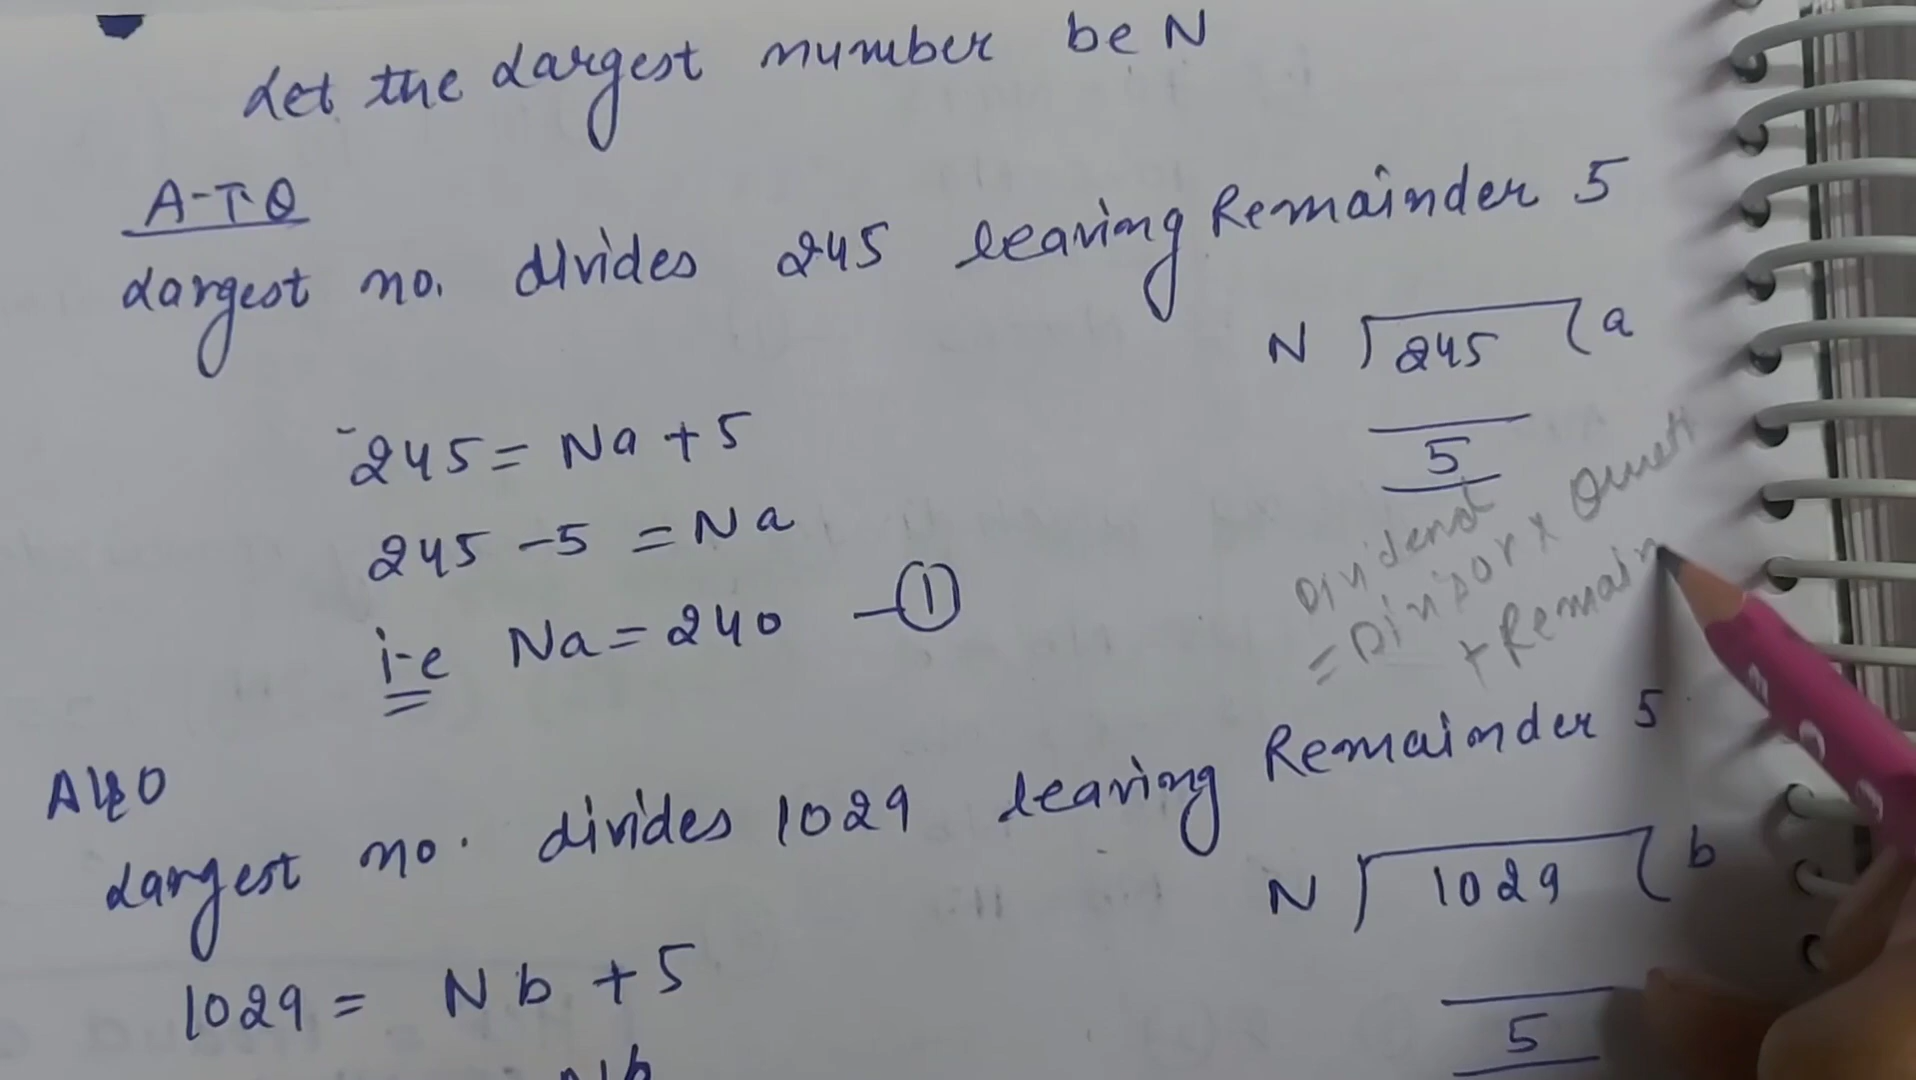 Let the Largest number be N
A-T-Q
Largest no. divides 245 leaving Remainder 5
N 245 a
5
245 = Na + 5
245 - 5 = Na
i-e Na = 240 - 1
Dividend
= Divisor ×
+ Remain
Also
Largest no. divides 1029 leaving Remainder 5
N 1029 b
5
1029 = Nb + 5
Nb